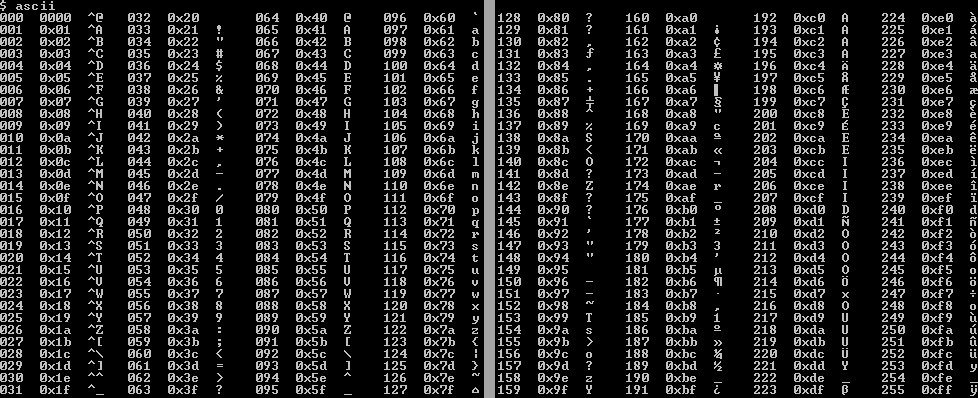 $ ascii
000 0000 ^@ 032 0x20 064 0x40 @ 096 0x60 ` 128 0x80 ? 160 0xa0 192 0xc0 A 224 0xe0 à
001 0x01 ^A 033 0x21 ! 065 0x41 A 097 0x61 a 129 0x81 ? 161 0xa1 ¡ 193 0xc1 A 225 0xe1 á
002 0x02 ^B 034 0x22 " 066 0x42 B 098 0x62 b 130 0x82 , 162 0xa2 ¢ 194 0xc2 A 226 0xe2 â
003 0x03 ^C 035 0x23 # 067 0x43 C 099 0x63 c 131 0x83 ƒ 163 0xa3 £ 195 0xc3 A 227 0xe3 a
004 0x04 ^D 036 0x24 $ 068 0x44 D 100 0x64 d 132 0x84 , 164 0xa4 ¤ 196 0xc4 Ä 228 0xe4 ä
005 0x05 ^E 037 0x25 % 069 0x45 E 101 0x65 e 133 0x85 . 165 0xa5 ¥ 197 0xc5 Å 229 0xe5 å
006 0x06 ^F 038 0x26 & 070 0x46 F 102 0x66 f 134 0x86 + 166 0xa6 ▌ 198 0xc6 Æ 230 0xe6 æ
007 0x07 ^G 039 0x27 ' 071 0x47 G 103 0x67 g 135 0x87 ╪ 167 0xa7 § 199 0xc7 Ç 231 0xe7 ç
008 0x08 ^H 040 0x28 ( 072 0x48 H 104 0x68 h 136 0x88 ^ 168 0xa8 " 200 0xc8 E 232 0xe8 è
009 0x09 ^I 041 0x29 ) 073 0x49 I 105 0x69 i 137 0x89 % 169 0xa9 c 201 0xc9 É 233 0xe9 é
010 0x0a ^J 042 0x2a * 074 0x4a J 106 0x6a j 138 0x8a S 170 0xaa ª 202 0xca E 234 0xea ê
011 0x0b ^K 043 0x2b + 075 0x4b K 107 0x6b k 139 0x8b < 171 0xab « 203 0xcb E 235 0xeb ë
012 0x0c ^L 044 0x2c , 076 0x4c L 108 0x6c l 140 0x8c O 172 0xac ¬ 204 0xcc I 236 0xec ì
013 0x0d ^M 045 0x2d - 077 0x4d M 109 0x6d m 141 0x8d ? 173 0xad - 205 0xcd I 237 0xed í
014 0x0e ^N 046 0x2e . 078 0x4e N 110 0x6e n 142 0x8e Z 174 0xae r 206 0xce I 238 0xee î
015 0x0f ^O 047 0x2f / 079 0x4f O 111 0x6f o 143 0x8f ? 175 0xaf _ 207 0xcf I 239 0xef ï
016 0x10 ^P 048 0x30 0 080 0x50 P 112 0x70 p 144 0x90 ? 176 0xb0 º 208 0xd0 D 240 0xf0
017 0x11 ^Q 049 0x31 1 081 0x51 Q 113 0x71 q 145 0x91 ' 177 0xb1 ± 209 0xd1 Ñ 241 0xf1 ñ
018 0x12 ^R 050 0x32 2 082 0x52 R 114 0x72 r 146 0x92 ' 178 0xb2 ² 210 0xd2 O 242 0xf2 ò
019 0x13 ^S 051 0x33 3 083 0x53 S 115 0x73 s 147 0x93 " 179 0xb3 3 211 0xd3 O 243 0xf3 ó
020 0x14 ^T 052 0x34 4 084 0x54 T 116 0x74 t 148 0x94 " 180 0xb4 ' 212 0xd4 O 244 0xf4 ô
021 0x15 ^U 053 0x35 5 085 0x55 U 117 0x75 u 149 0x95 181 0xb5 µ 213 0xd5 O 245 0xf5 o
022 0x16 ^V 054 0x36 6 086 0x56 V 118 0x76 v 150 0x96 - 182 0xb6 ¶ 214 0xd6 Ö 246 0xf6 ö
023 0x17 ^W 055 0x37 7 087 0x57 W 119 0x77 w 151 0x97 - 183 0xb7 · 215 0xd7 x 247 0xf7 ÷
024 0x18 ^X 056 0x38 8 088 0x58 X 120 0x78 x 152 0x98 ~ 184 0xb8 , 216 0xd8 O 248 0xf8
025 0x19 ^Y 057 0x39 9 089 0x59 Y 121 0x79 y 153 0x99 T 185 0xb9 ¹ 217 0xd9 U 249 0xf9 ù
026 0x1a ^Z 058 0x3a : 090 0x5a Z 122 0x7a z 154 0x9a s 186 0xba º 218 0xda U 250 0xfa ú
027 0x1b ^[ 059 0x3b ; 091 0x5b [ 123 0x7b { 155 0x9b > 187 0xbb » 219 0xdb U 251 0xfb û
028 0x1c ^\ 060 0x3c < 092 0x5c \ 124 0x7c ¦ 156 0x9c o 188 0xbc ¼ 220 0xdc Ü 252 0xfc ü
029 0x1d ^] 061 0x3d = 093 0x5d ] 125 0x7d } 157 0x9d ? 189 0xbd ½ 221 0xdd Y 253 0xfd y
030 0x1e ^^ 062 0x3e > 094 0x5e ^ 126 0x7e ~ 158 0x9e z 190 0xbe _ 222 0xde _ 254 0xfe
031 0x1f ^_ 063 0x3f ? 095 0x5f _ 127 0x7f ⌂ 159 0x9f Y 191 0xbf ¿ 223 0xdf ß 255 0xff ÿ